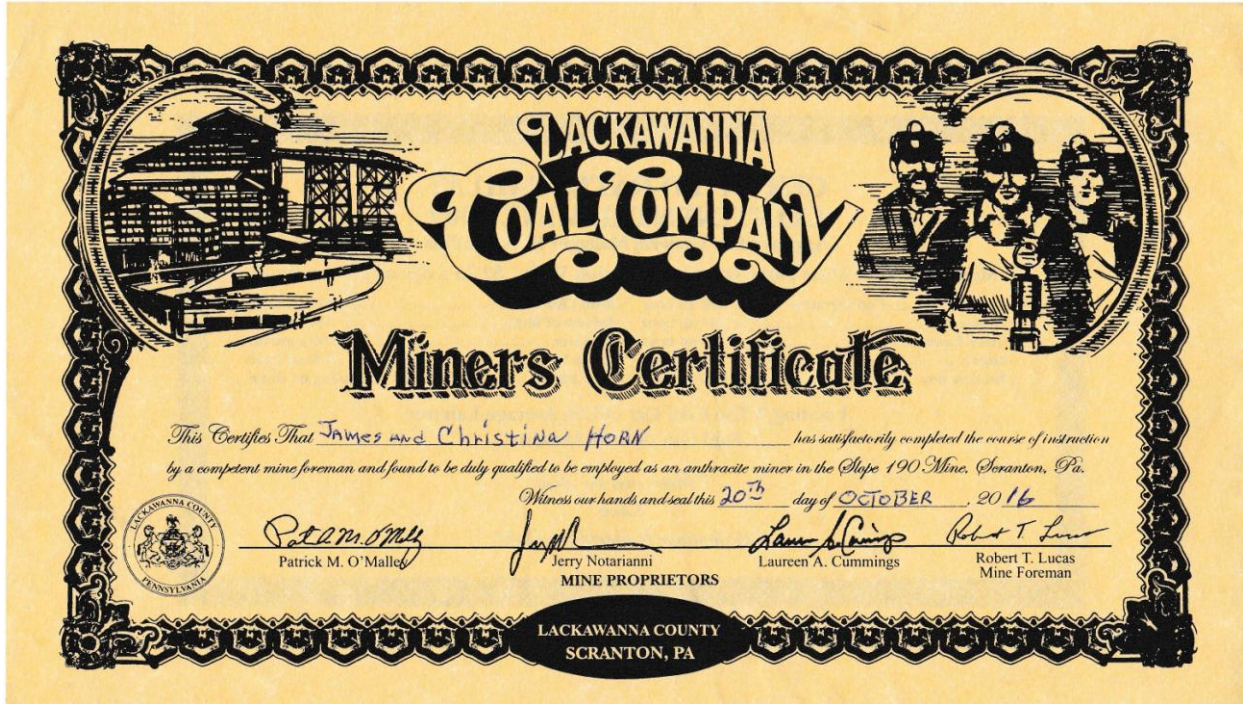 LACKAWANNA
COAL COMPANY
Miners Certificate
This Certifies That James and Christina HORN has satisfactorily completed the course of instruction
by a competent mine foreman and found to be duly qualified to be employed as an anthracite miner in the Slope 190 Mine, Scranton, Pa.
Witness our hands and seal this 20Th day of OCTOBER, 20 16
LACKAWANNA COUNTY
PENNSYLVANIA
Patrick M. O'Malley
Jerry Notarianni
Laureen A. Cummings
Robert T. Lucas
Mine Foreman
MINE PROPRIETORS
LACKAWANNA COUNTY
SCRANTON, PA